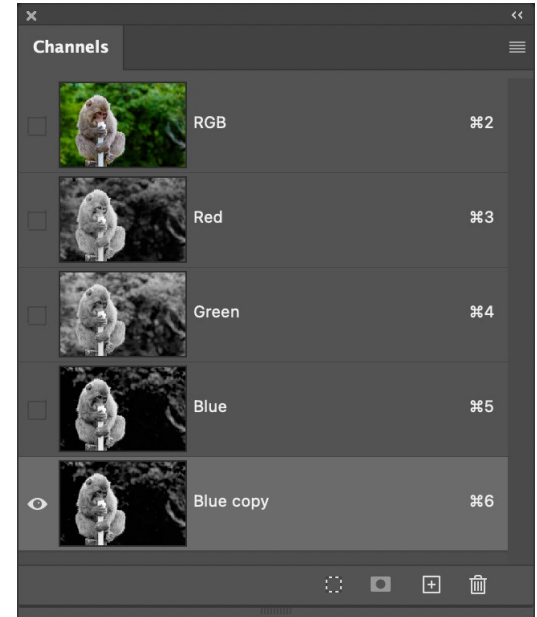 Channels
RGB ⌘2
Red ⌘3
Green ⌘4
Blue ⌘5
Blue copy ⌘6